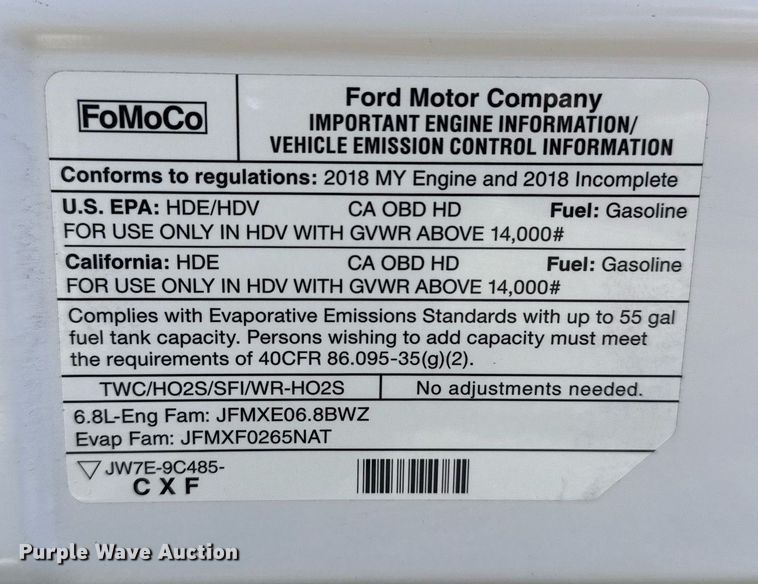 FoMoCo
Ford Motor Company
IMPORTANT ENGINE INFORMATION/
VEHICLE EMISSION CONTROL INFORMATION
Conforms to regulations: 2018 MY Engine and 2018 Incomplete
U.S. EPA: HDE/HDV CA OBD HD Fuel: Gasoline
FOR USE ONLY IN HDV WITH GVWR ABOVE 14,000#
California: HDE CA OBD HD Fuel: Gasoline
FOR USE ONLY IN HDV WITH GVWR ABOVE 14,000#
Complies with Evaporative Emissions Standards with up to 55 gal
fuel tank capacity. Persons wishing to add capacity must meet
the requirements of 40CFR 86.095-35(g)(2).
TWC/HO2S/SFI/WR-HO2S No adjustments needed.
6.8L-Eng Fam: JFMXE06.8BWZ
Evap Fam: JFMXF0265NAT
JW7E-9C485-
C X F
Purple Wave Auction